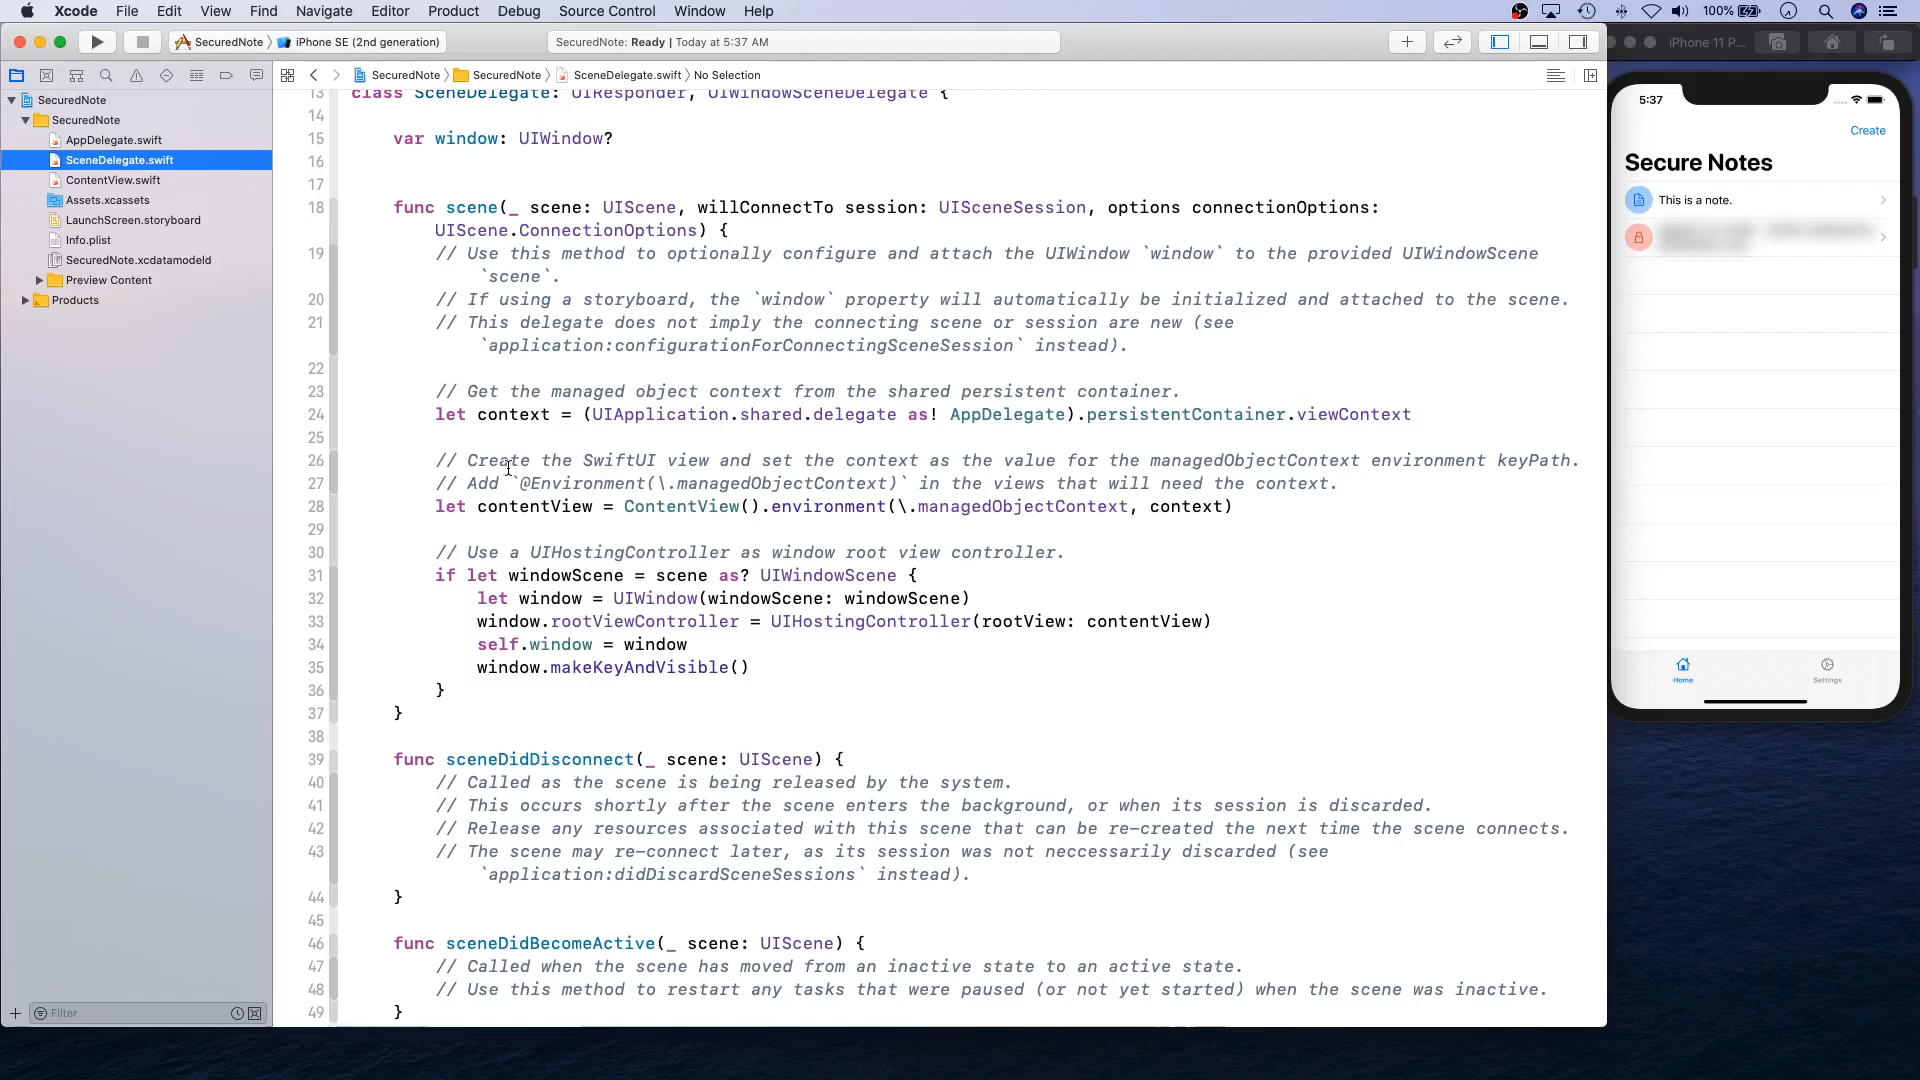 Xcode File Edit View Find Navigate Editor Product Debug Source Control Window Help 100%
SecuredNote iPhone SE (2nd generation) SecuredNote: Ready | Today at 5:37 AM iPhone 11 P...
SecuredNote SecuredNote SceneDelegate.swift No Selection
SecuredNote
SecuredNote
AppDelegate.swift
SceneDelegate.swift
ContentView.swift
Assets.xcassets
LaunchScreen.storyboard
Info.plist
SecuredNote.xcdatamodeld
Preview Content
Products
Filter
13 class SceneDelegate: UIResponder, UIWindowSceneDelegate {
14
15 var window: UIWindow?
16
17
18 func scene(_ scene: UIScene, willConnectTo session: UISceneSession, options connectionOptions:
UIScene.ConnectionOptions) {
19 // Use this method to optionally configure and attach the UIWindow `window` to the provided UIWindowScene
`scene`.
20 // If using a storyboard, the `window` property will automatically be initialized and attached to the scene.
21 // This delegate does not imply the connecting scene or session are new (see
`application:configurationForConnectingSceneSession` instead).
22
23 // Get the managed object context from the shared persistent container.
24 let context = (UIApplication.shared.delegate as! AppDelegate).persistentContainer.viewContext
25
26 // Create the SwiftUI view and set the context as the value for the managedObjectContext environment keyPath.
27 // Add `@Environment(\.managedObjectContext)` in the views that will need the context.
28 let contentView = ContentView().environment(\.managedObjectContext, context)
29
30 // Use a UIHostingController as window root view controller.
31 if let windowScene = scene as? UIWindowScene {
32 let window = UIWindow(windowScene: windowScene)
33 window.rootViewController = UIHostingController(rootView: contentView)
34 self.window = window
35 window.makeKeyAndVisible()
36 }
37 }
38
39 func sceneDidDisconnect(_ scene: UIScene) {
40 // Called as the scene is being released by the system.
41 // This occurs shortly after the scene enters the background, or when its session is discarded.
42 // Release any resources associated with this scene that can be re-created the next time the scene connects.
43 // The scene may re-connect later, as its session was not neccessarily discarded (see
`application:didDiscardSceneSessions` instead).
44 }
45
46 func sceneDidBecomeActive(_ scene: UIScene) {
47 // Called when the scene has moved from an inactive state to an active state.
48 // Use this method to restart any tasks that were paused (or not yet started) when the scene was inactive.
49 }
5:37
Create
Secure Notes
This is a note.
Home Settings